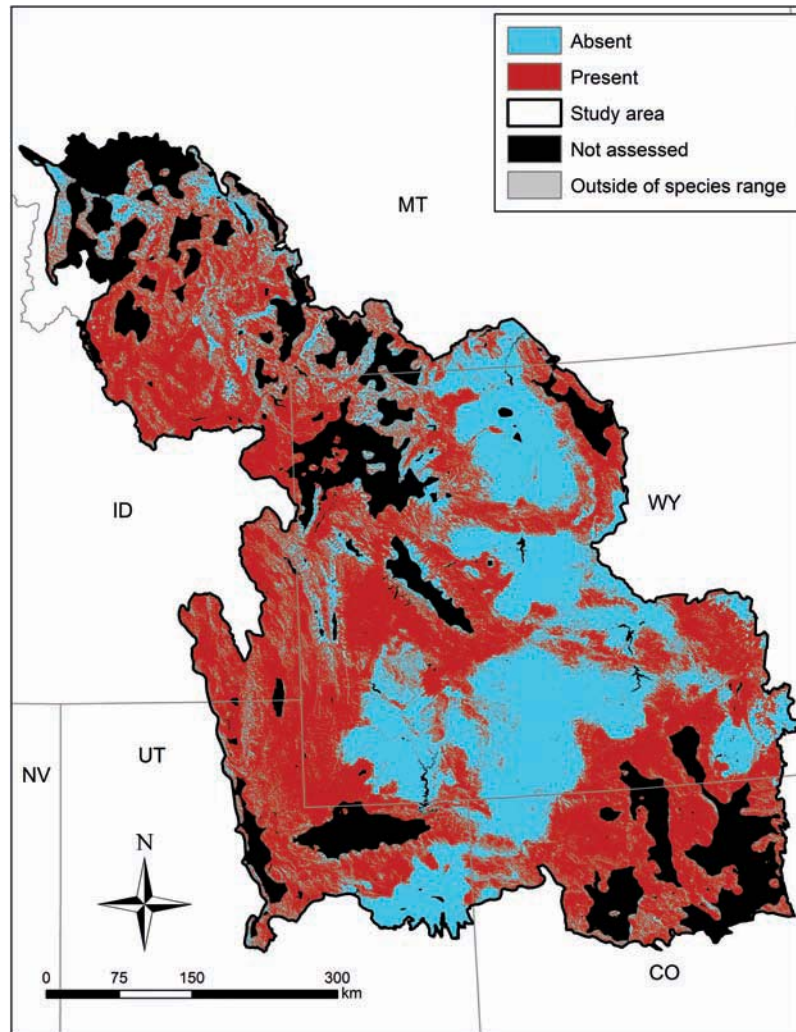 Absent
Present
Study area
Not assessed
Outside of species range
MT
ID
WY
NV
UT
N
CO
0 75 150 300
km